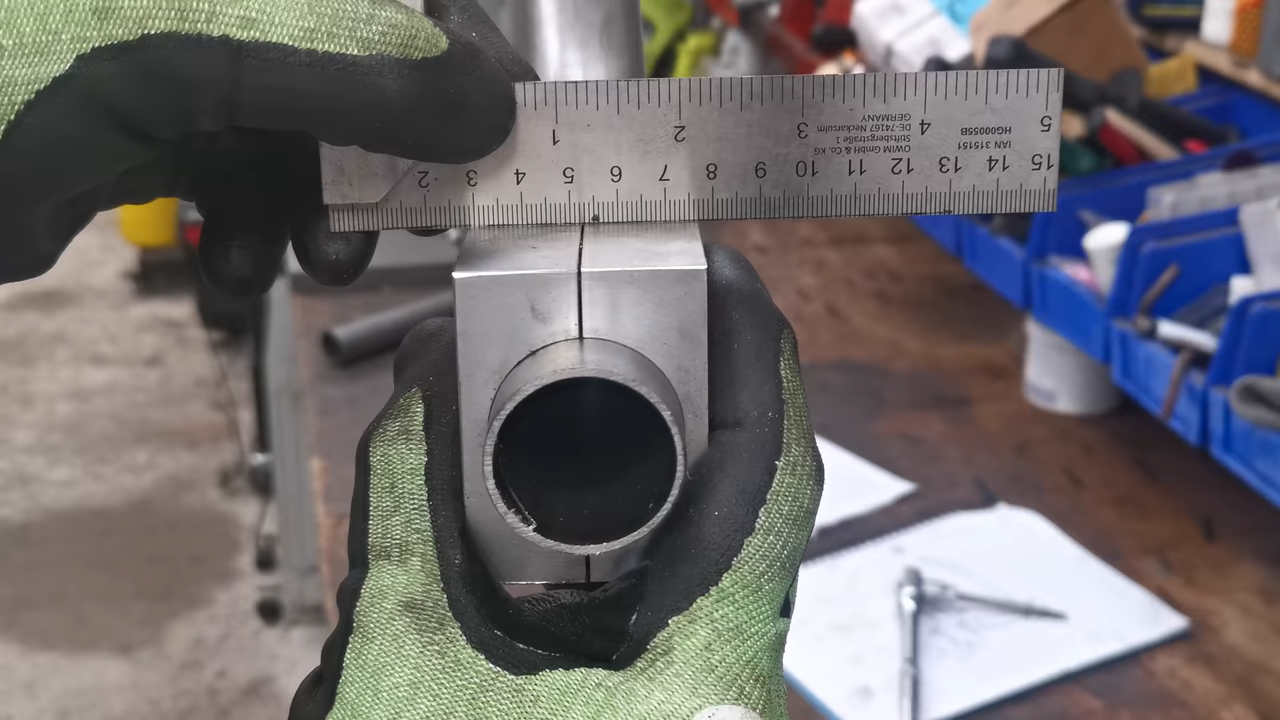 1 2 3 4 5
OWIM GmbH & Co. KG
Stiftsbergstraße 1
DE-74167 Neckarsulm
GERMANY
IAN 315151
HG00055B
2 3 4 5 6 7 8 9 10 11 12 13 14 15